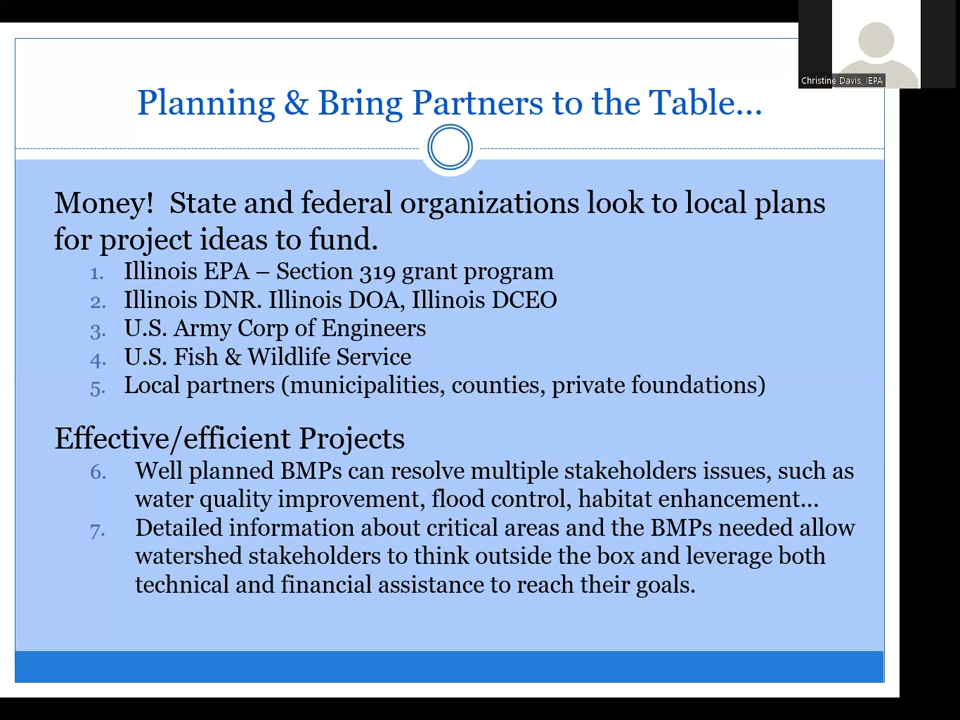 Christine Davis, IEPA
Planning & Bring Partners to the Table...
Money!  State and federal organizations look to local plans
for project ideas to fund.
1. Illinois EPA – Section 319 grant program
2. Illinois DNR. Illinois DOA, Illinois DCEO
3. U.S. Army Corp of Engineers
4. U.S. Fish & Wildlife Service
5. Local partners (municipalities, counties, private foundations)
Effective/efficient Projects
6. Well planned BMPs can resolve multiple stakeholders issues, such as
water quality improvement, flood control, habitat enhancement...
7. Detailed information about critical areas and the BMPs needed allow
watershed stakeholders to think outside the box and leverage both
technical and financial assistance to reach their goals.